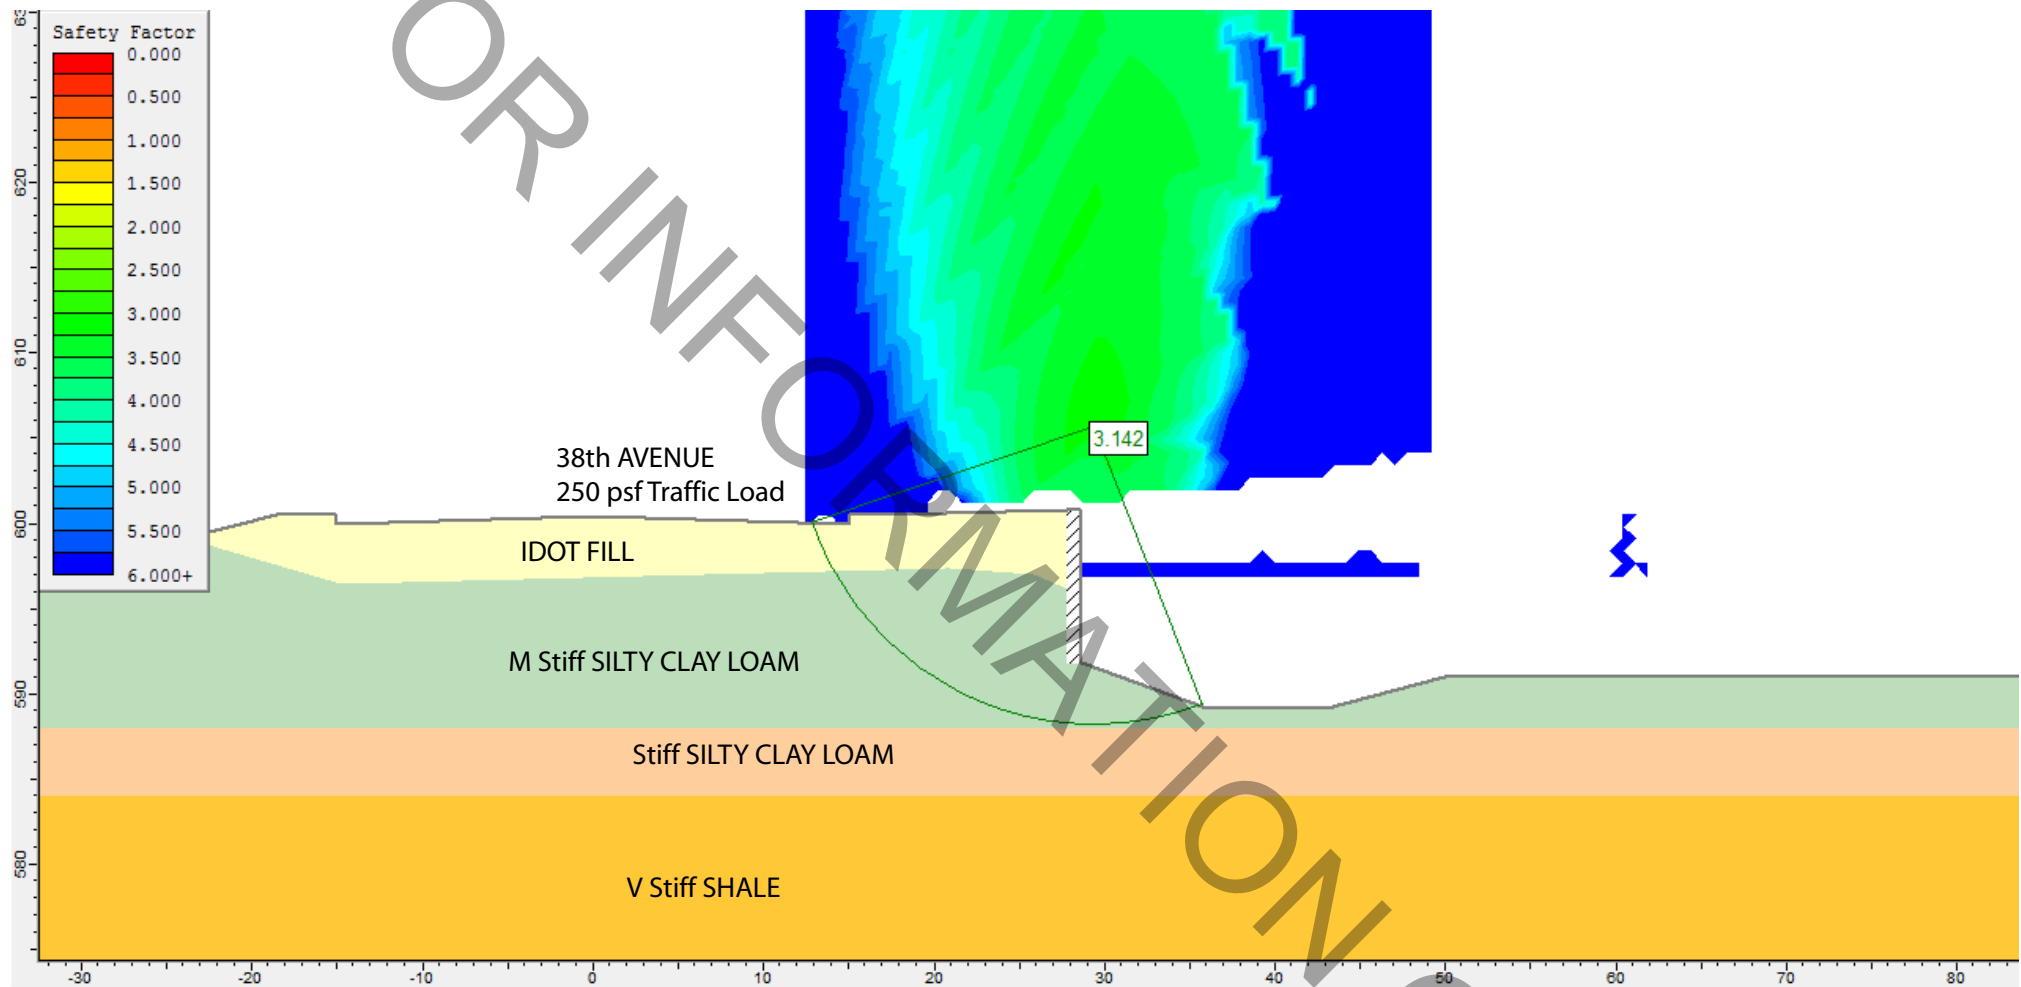 Safety Factor
0.000
0.500
1.000
1.500
2.000
2.500
3.000
3.500
4.000
4.500
5.000
5.500
6.000+
620
610
600
590
580
OR INFORMATION
3.142
38th AVENUE
250 psf Traffic Load
IDOT FILL
M Stiff SILTY CLAY LOAM
Stiff SILTY CLAY LOAM
V Stiff SHALE
-30 -20 -10 0 10 20 30 40 50 60 70 80